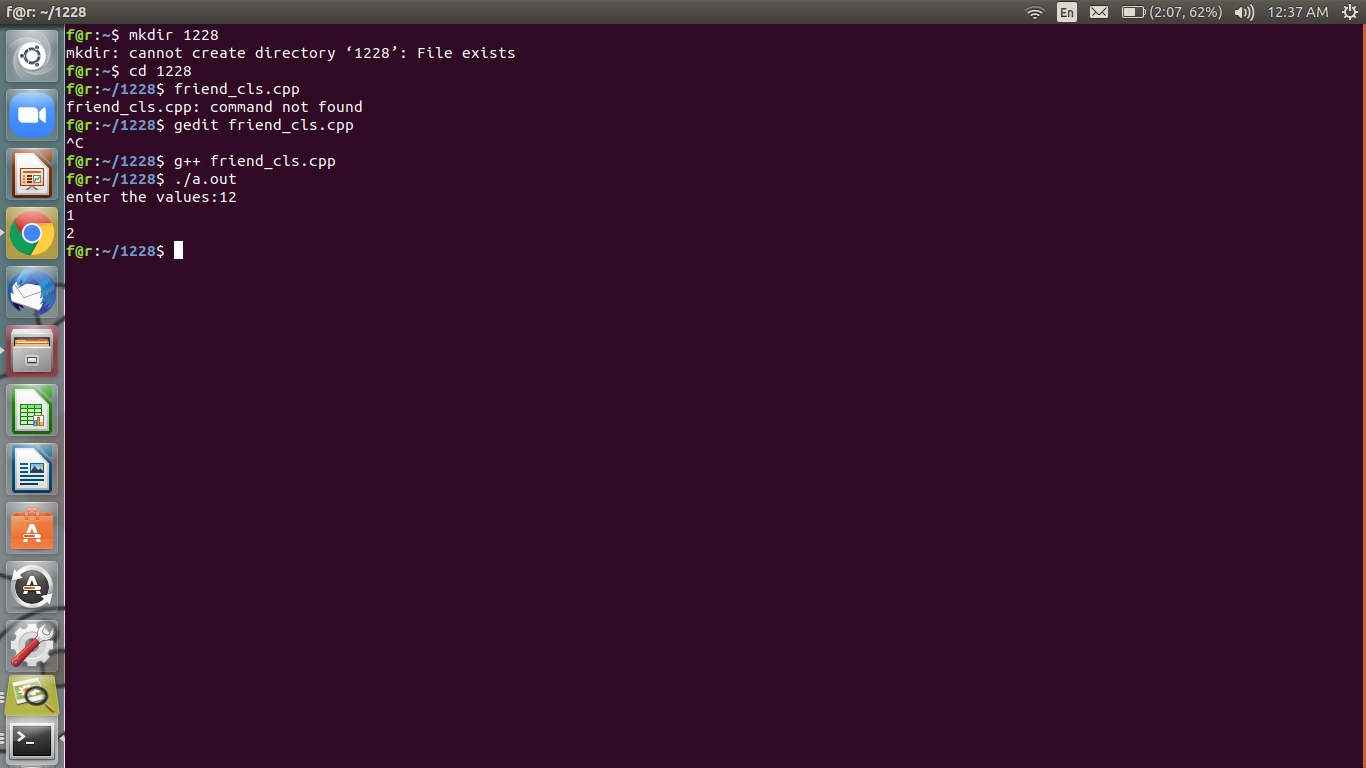 f@r: ~/1228
En
(2:07, 62%)
12:37 AM
f@r:~$ mkdir 1228
mkdir: cannot create directory ‘1228’: File exists
f@r:~$ cd 1228
f@r:~/1228$ friend_cls.cpp
friend_cls.cpp: command not found
f@r:~/1228$ gedit friend_cls.cpp
^C
f@r:~/1228$ g++ friend_cls.cpp
f@r:~/1228$ ./a.out
enter the values:12
1
2
f@r:~/1228$